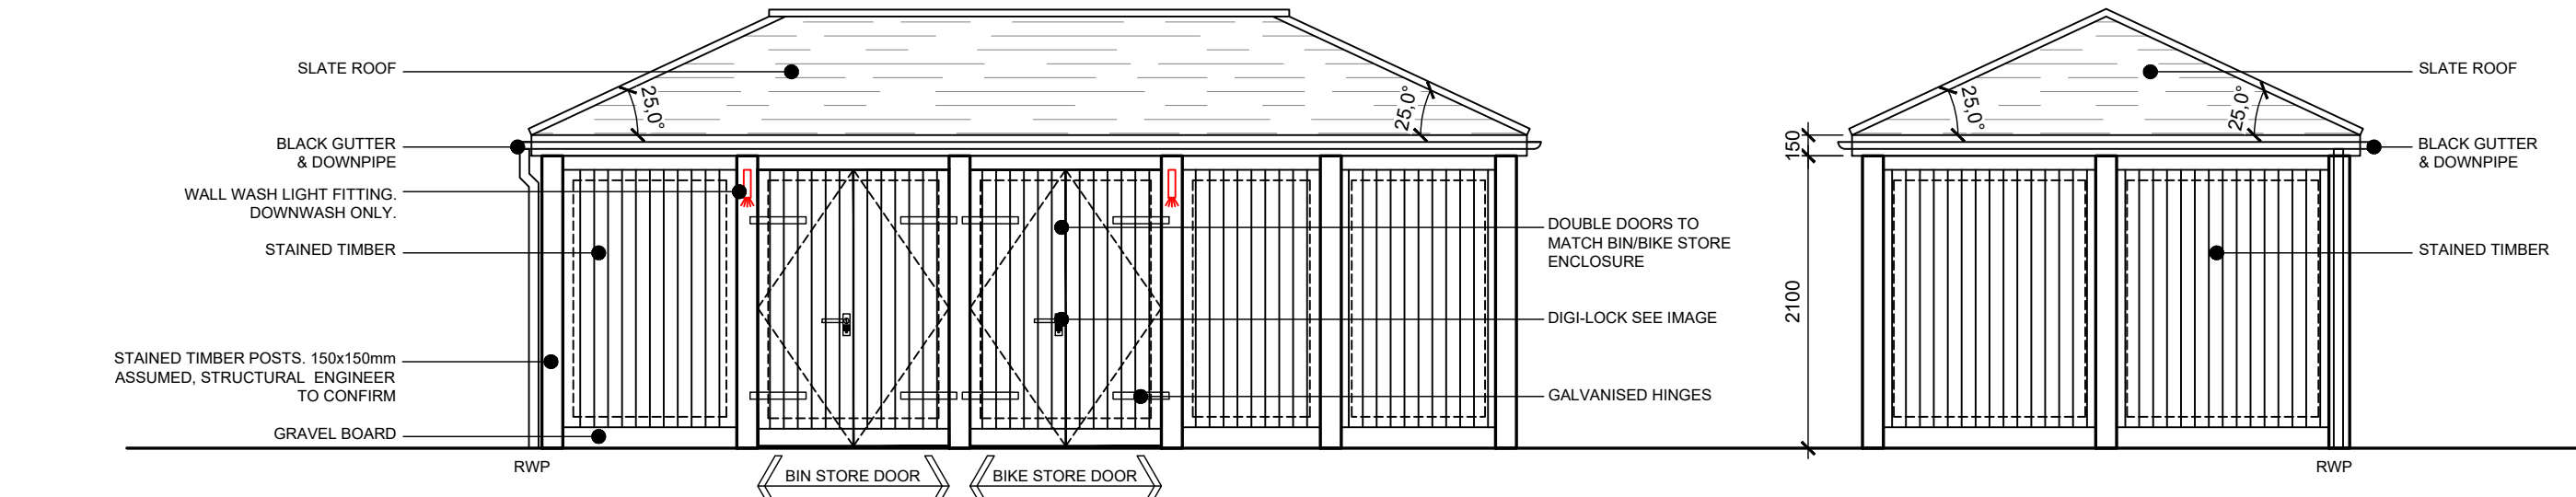 SLATE ROOF
25,0°
25,0°
BLACK GUTTER
& DOWNPIPE
WALL WASH LIGHT FITTING.
DOWNWASH ONLY.
STAINED TIMBER
STAINED TIMBER POSTS. 150x150mm
ASSUMED, STRUCTURAL ENGINEER
TO CONFIRM
GRAVEL BOARD
RWP
BIN STORE DOOR
BIKE STORE DOOR
DOUBLE DOORS TO
MATCH BIN/BIKE STORE
ENCLOSURE
DIGI-LOCK SEE IMAGE
GALVANISED HINGES
150
2100
25,0°
25,0°
SLATE ROOF
BLACK GUTTER
& DOWNPIPE
STAINED TIMBER
RWP